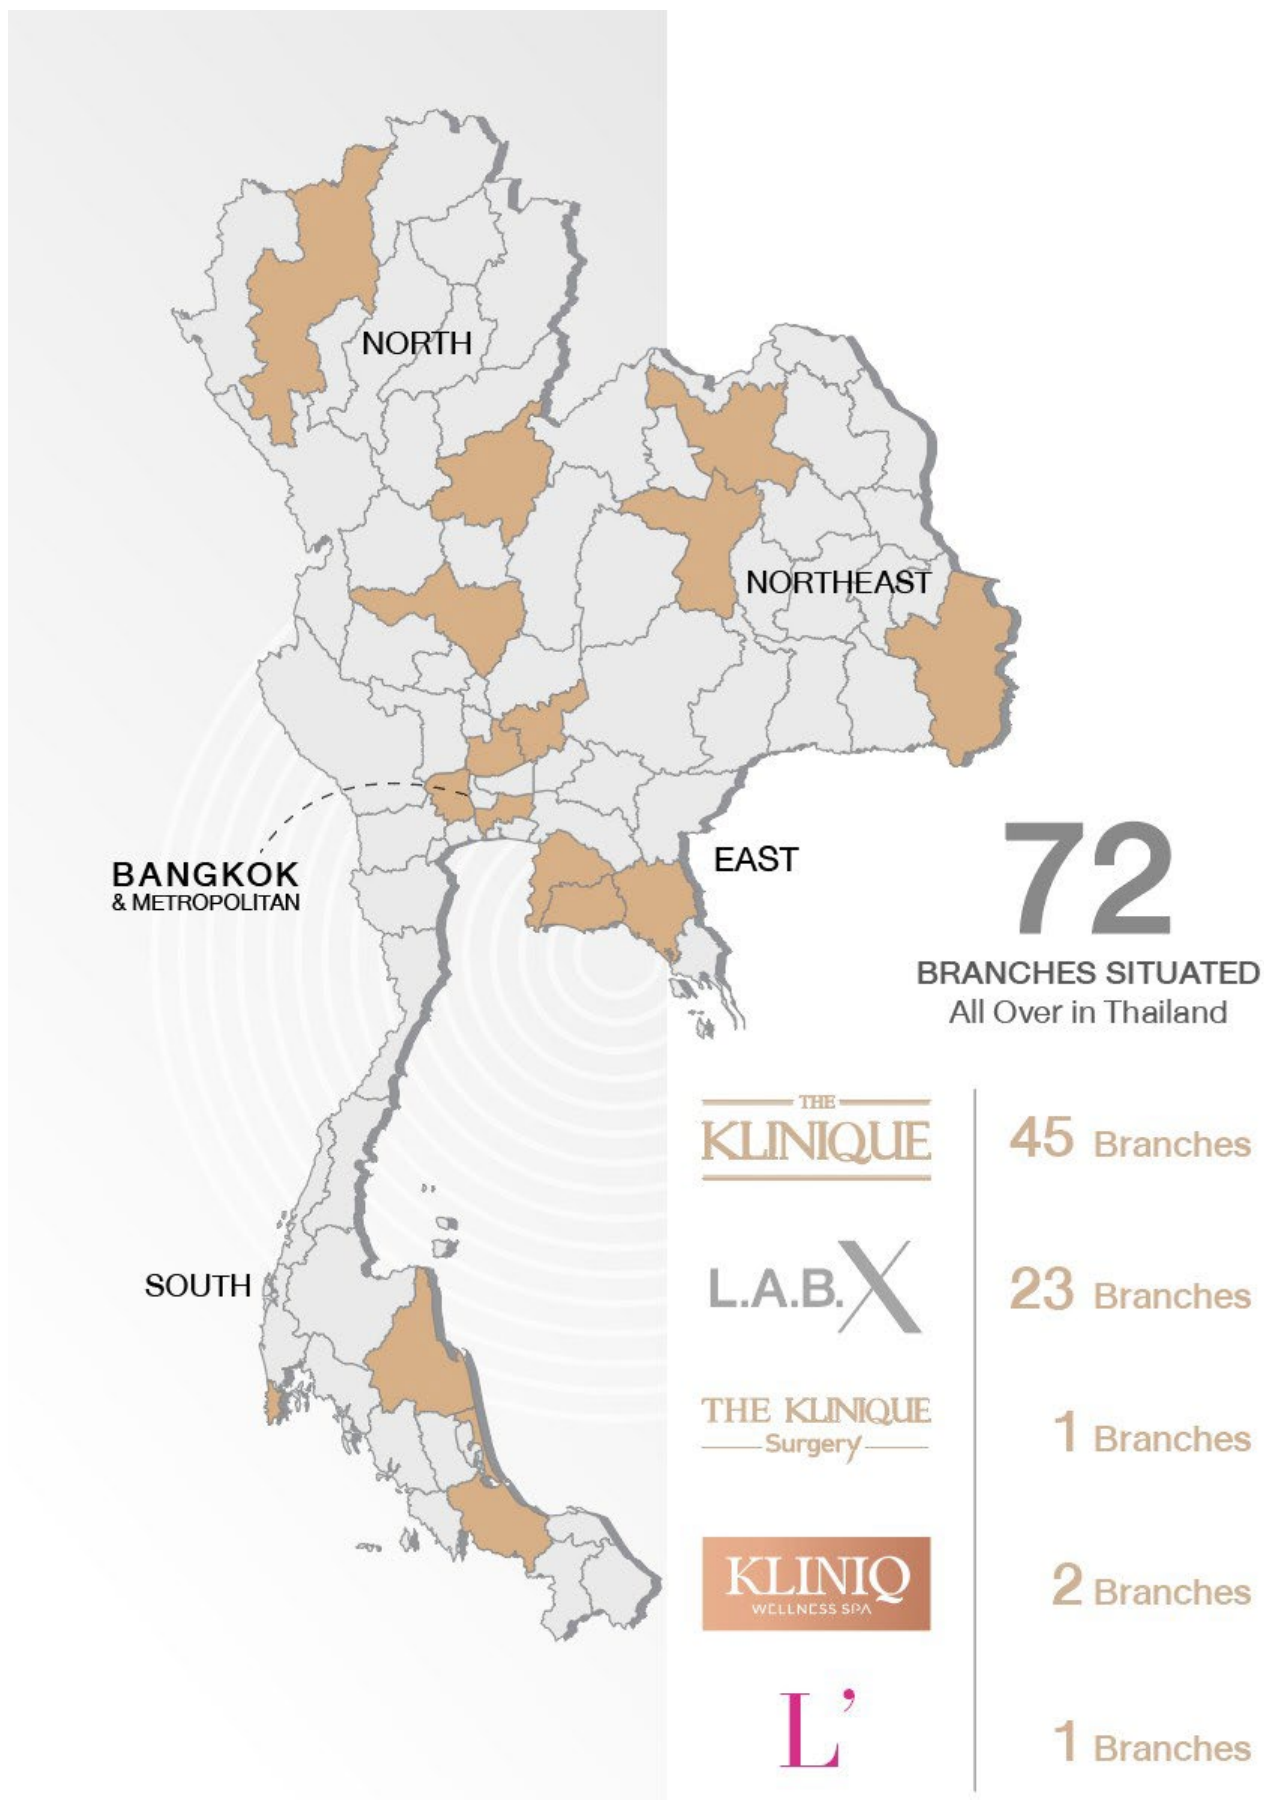 NORTH
NORTHEAST
BANGKOK
& METROPOLITAN
EAST
SOUTH
72
BRANCHES SITUATED
All Over in Thailand
THE
KLINIQUE
45 Branches
L.A.B.X
23 Branches
THE KLINIQUE
Surgery
1 Branches
KLINIQ
WELLNESS SPA
2 Branches
L’
1 Branches